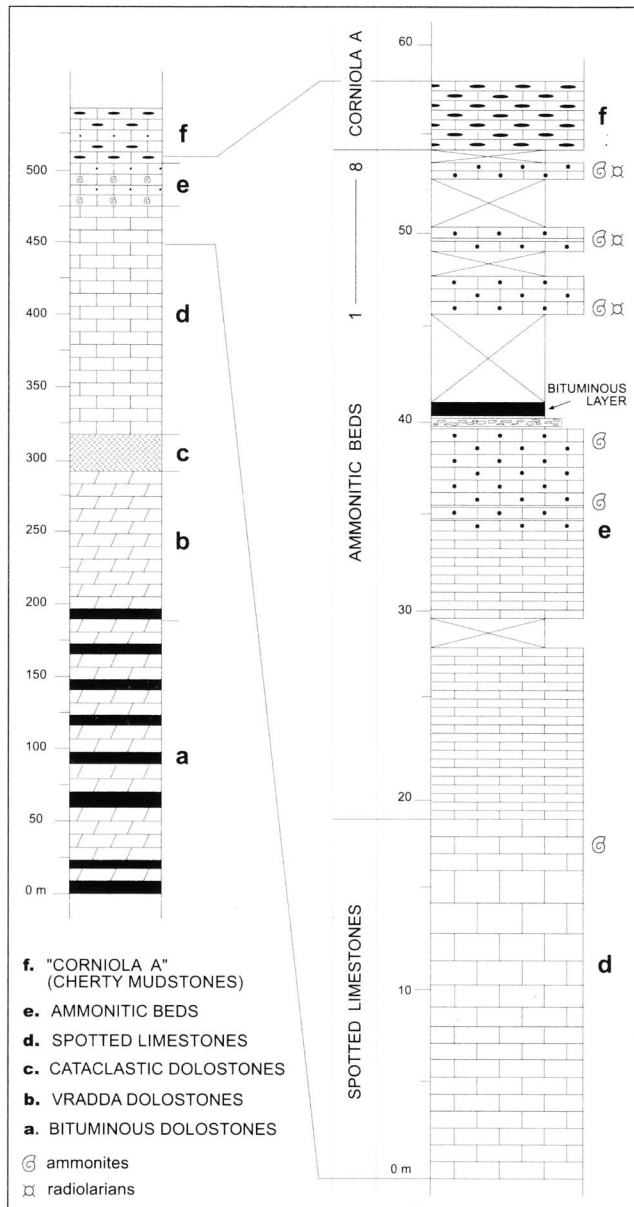 500
450
400
350
300
250
200
150
100
50
0 m
f
e
d
c
b
a
f. "CORNIOLA A"
(CHERTY MUDSTONES)
e. AMMONITIC BEDS
d. SPOTTED LIMESTONES
c. CATACLASTIC DOLOSTONES
b. VRADDA DOLOSTONES
a. BITUMINOUS DOLOSTONES
ammonites
radiolarians
CORNIOLA A
8
1
AMMONITIC BEDS
SPOTTED LIMESTONES
60
50
40
30
20
10
0 m
f
BITUMINOUS
LAYER
e
d